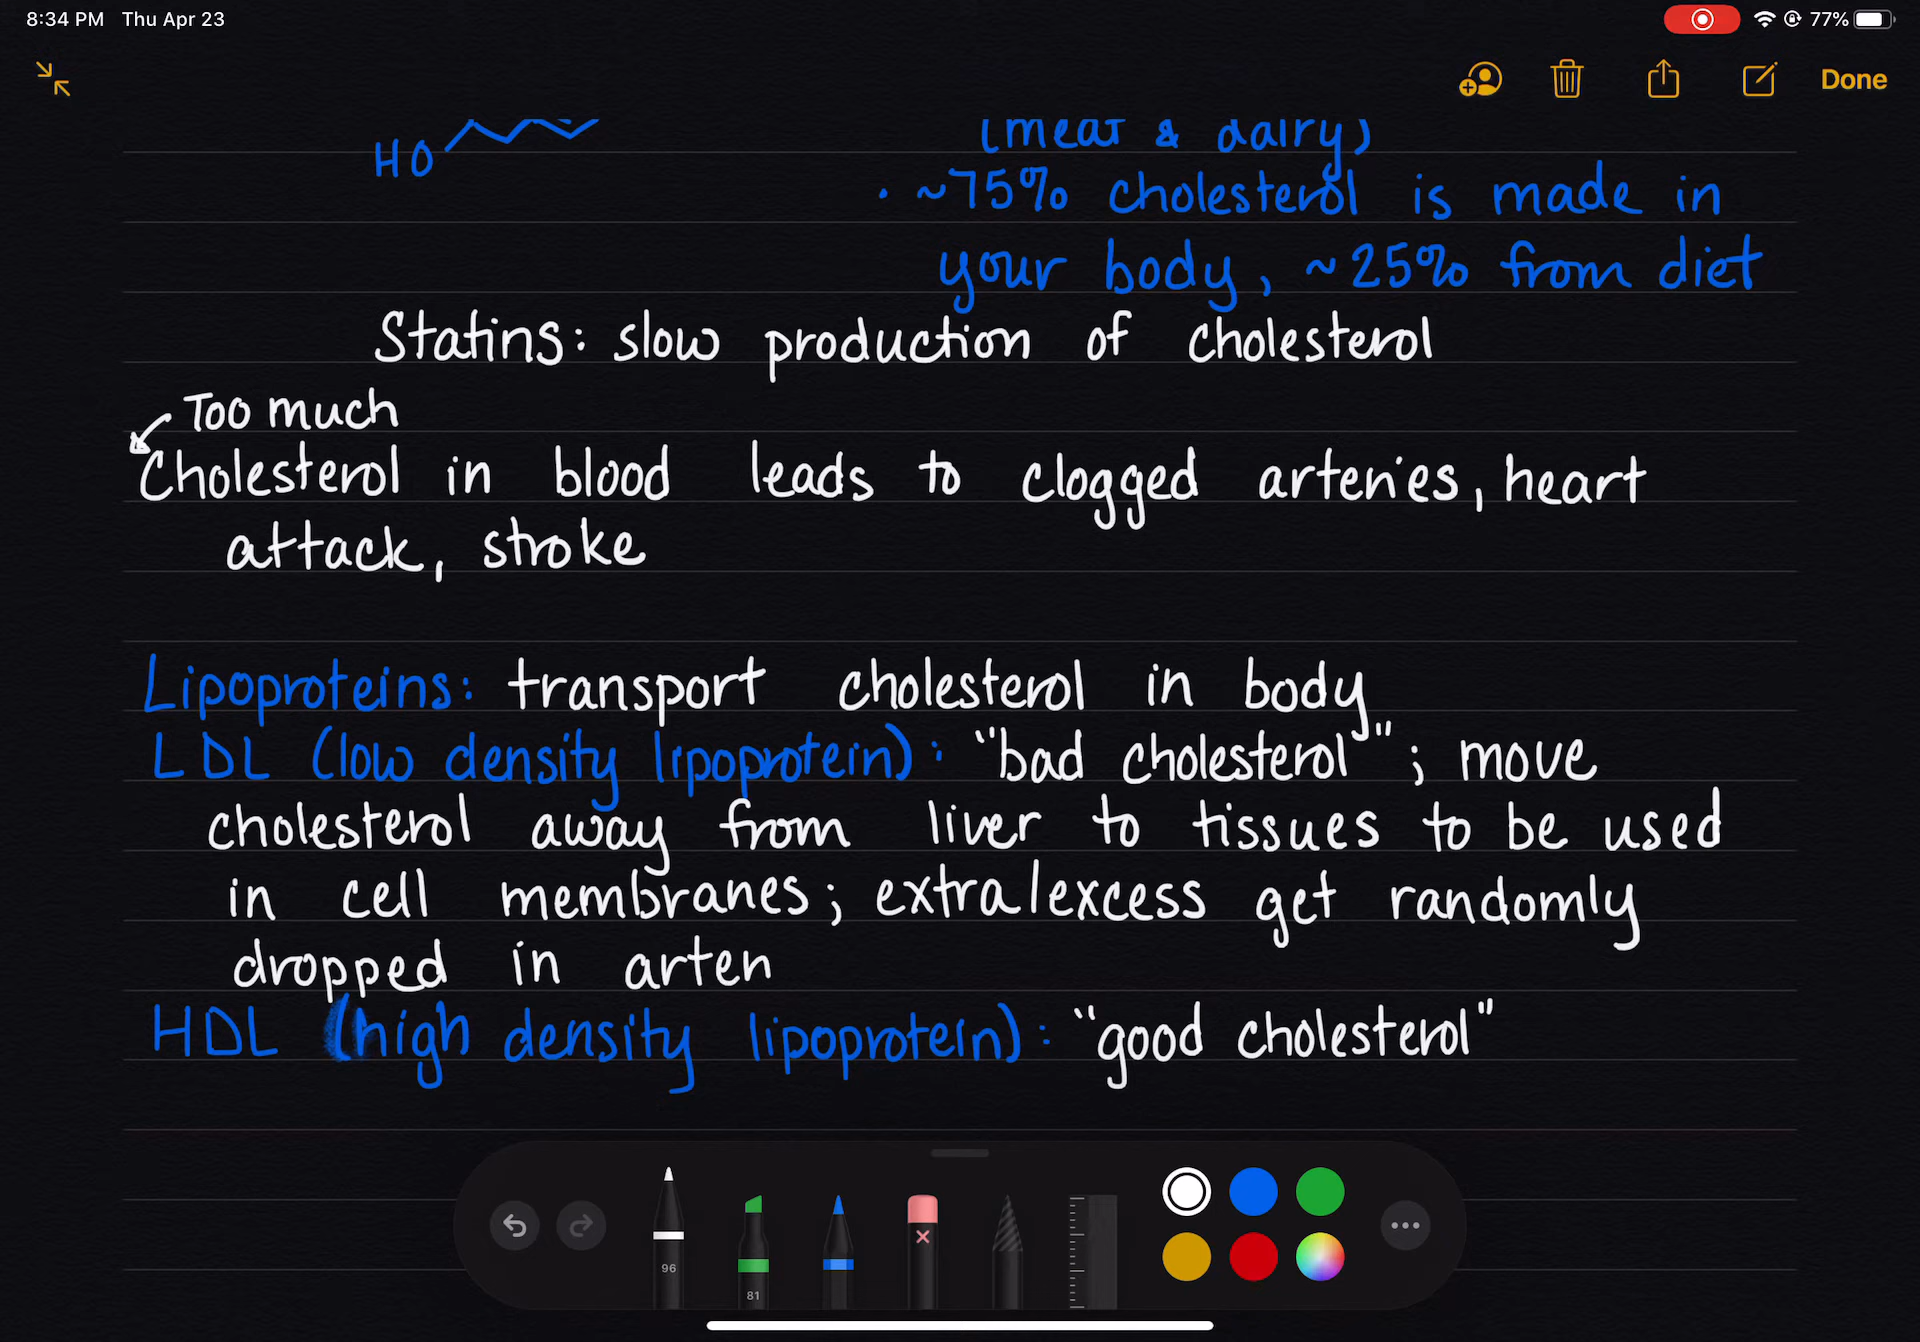 8:34 PM Thu Apr 23 77%
Done
(meat & dairy)
HO
· ~75% cholesterol is made in
your body, ~25% from diet
Statins: slow production of cholesterol
Too much
Cholesterol in blood leads to clogged arteries, heart
attack, stroke
Lipoproteins: transport cholesterol in body
LDL (low density lipoprotein): "bad cholesterol"; move
cholesterol away from liver to tissues to be used
in cell membranes; extra/excess get randomly
dropped in arten
HDL (high density lipoprotein): "good cholesterol"
96
81